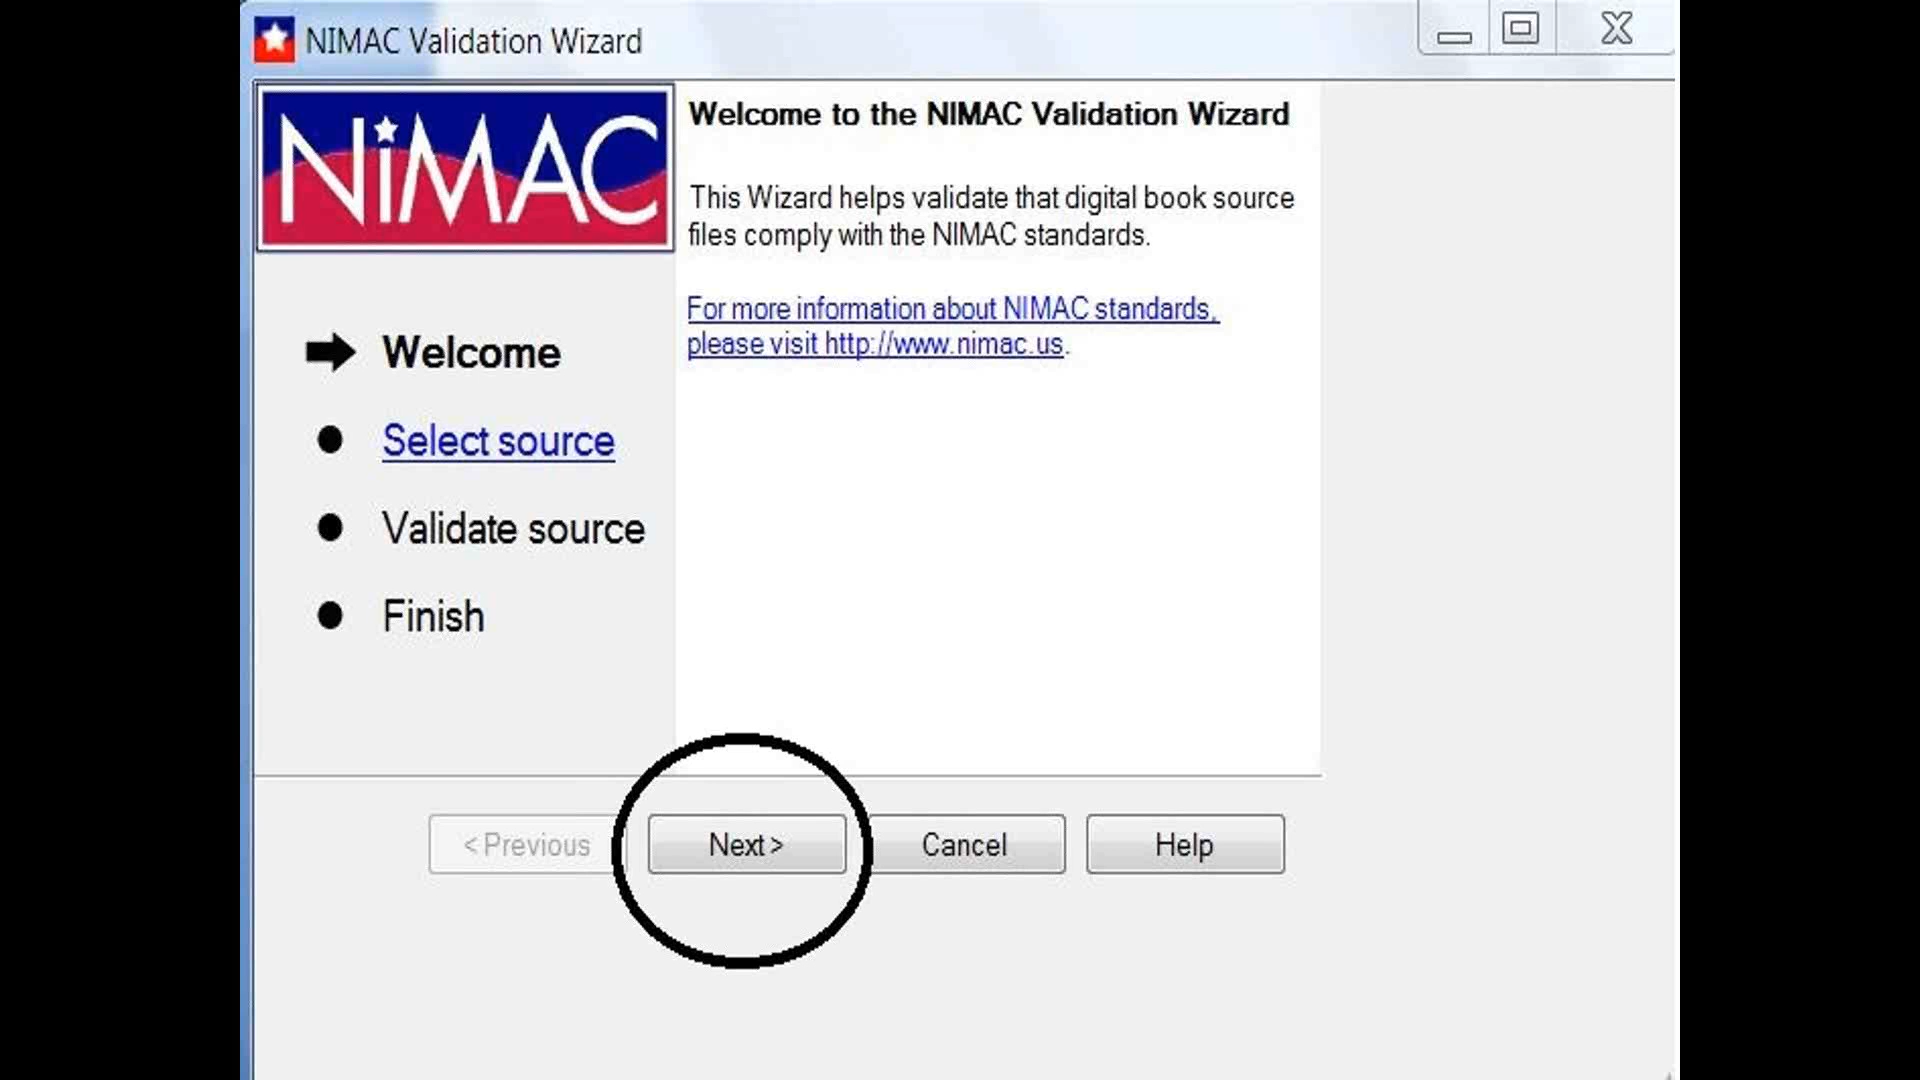 NIMAC Validation Wizard
X
NiMAC
Welcome to the NIMAC Validation Wizard
This Wizard helps validate that digital book source
files comply with the NIMAC standards.
For more information about NIMAC standards,
please visit http://www.nimac.us.
Welcome
Select source
Validate source
Finish
< Previous
Next >
Cancel
Help